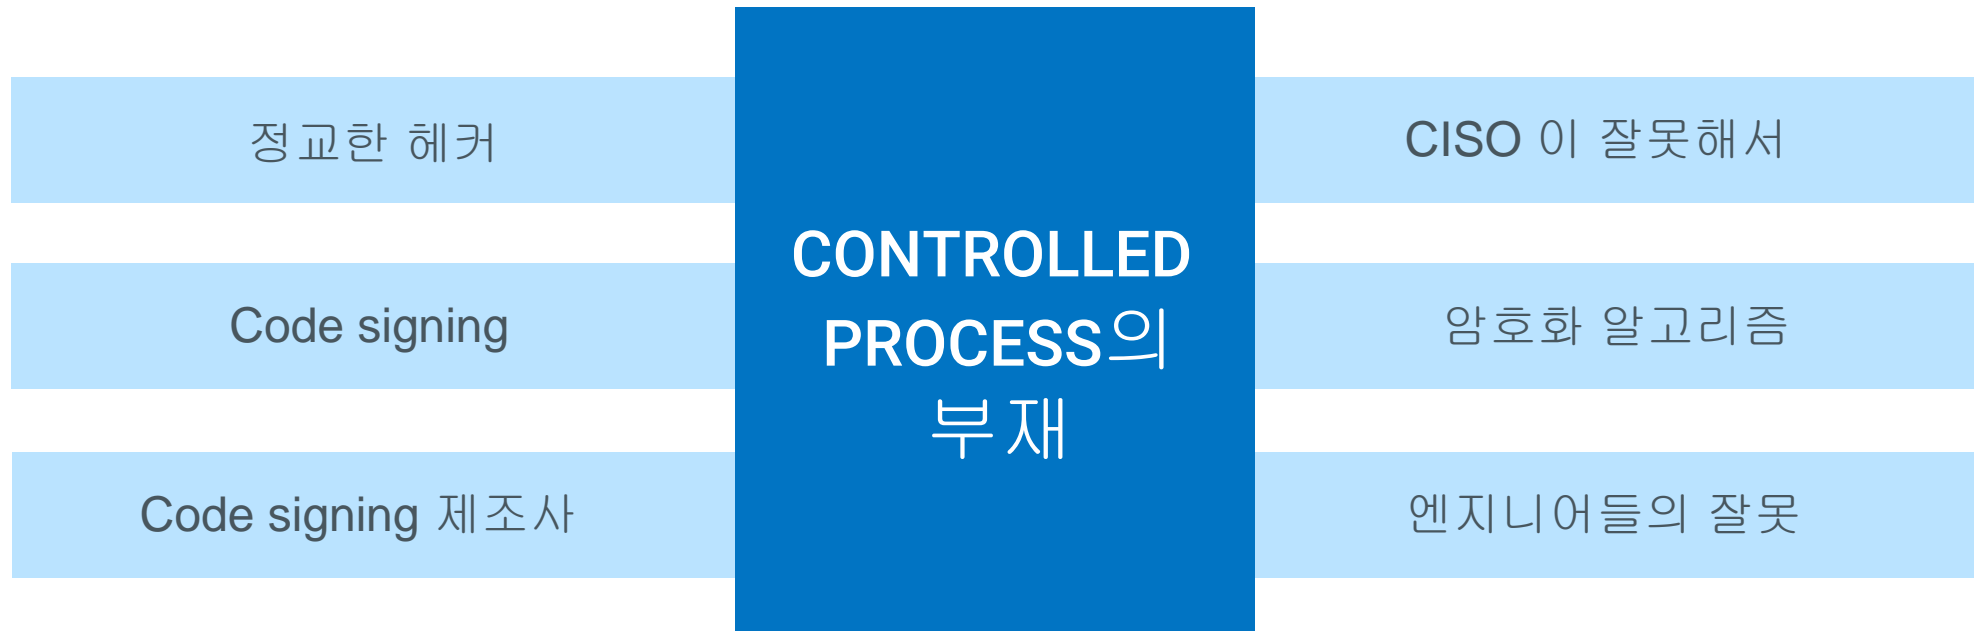 정교한 헤커
Code signing
Code signing 제조사
CONTROLLED
PROCESS의
부재
CISO 이 잘못해서
암호화 알고리즘
엔지니어들의 잘못